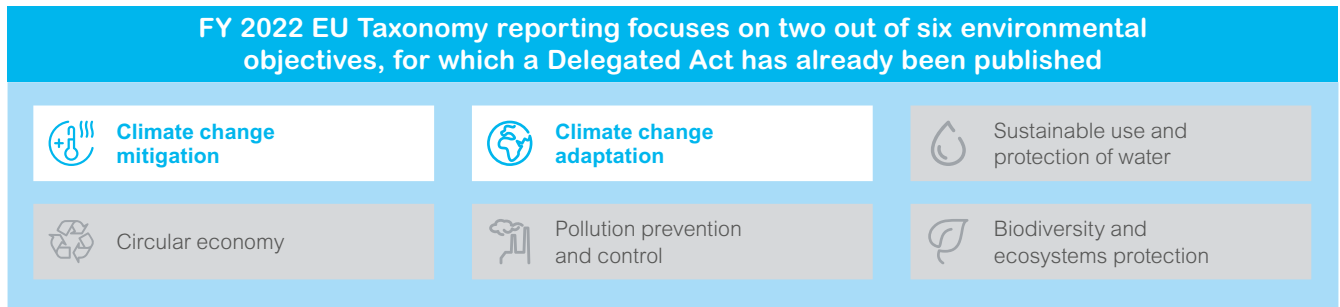 FY 2022 EU Taxonomy reporting focuses on two out of six environmental
objectives, for which a Delegated Act has already been published
Climate change
mitigation
Climate change
adaptation
Sustainable use and
protection of water
Circular economy
Pollution prevention
and control
Biodiversity and
ecosystems protection